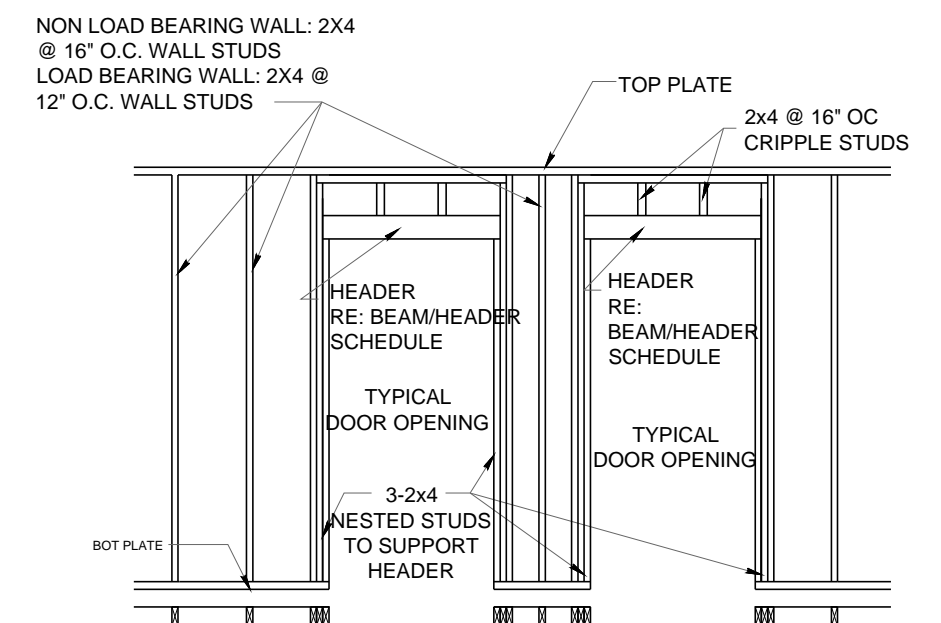 NON LOAD BEARING WALL: 2X4
@ 16" O.C. WALL STUDS
LOAD BEARING WALL: 2X4 @
12" O.C. WALL STUDS
TOP PLATE
2x4 @ 16" OC
CRIPPLE STUDS
HEADER
RE: BEAM/HEADER
SCHEDULE
HEADER
RE:
BEAM/HEADER
SCHEDULE
TYPICAL
DOOR OPENING
TYPICAL
DOOR OPENING
3-2x4
NESTED STUDS
TO SUPPORT
HEADER
BOT PLATE